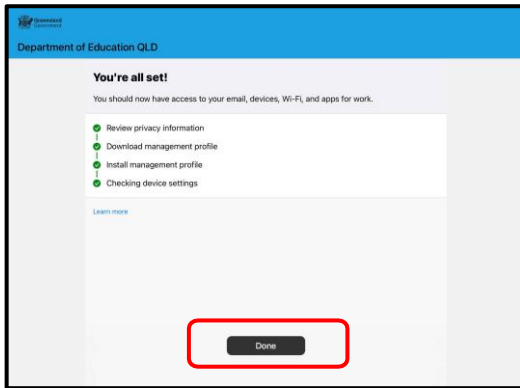 Queensland
Government
Department of Education QLD
You're all set!
You should now have access to your email, devices, Wi-Fi, and apps for work.
Review privacy information
Download management profile
Install management profile
Checking device settings
Learn more
Done